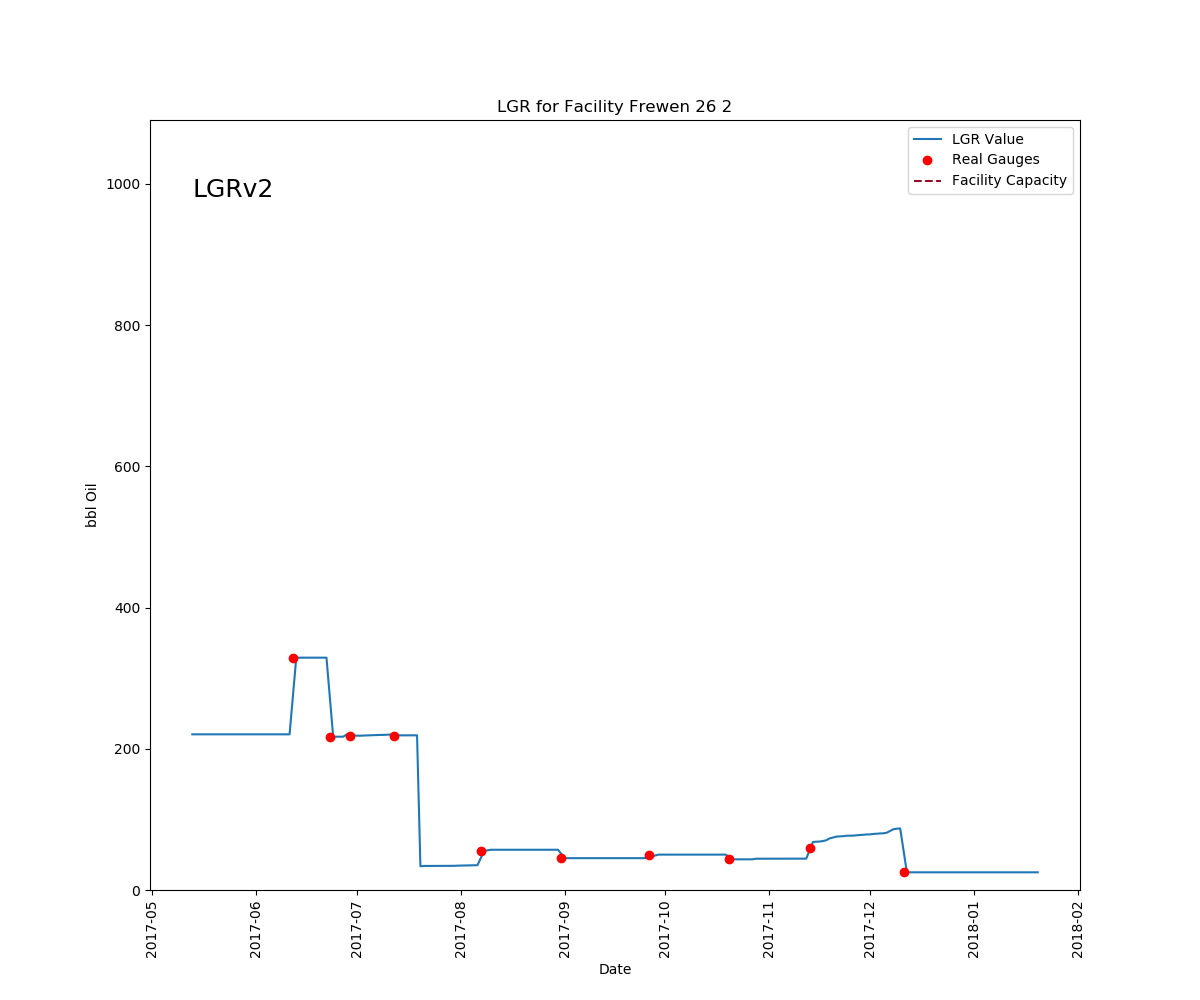 LGR for Facility Frewen 26 2
LGRv2
LGR Value
Real Gauges
Facility Capacity
bbl Oil
1000
800
600
400
200
0
2017-05
2017-06
2017-07
2017-08
2017-09
2017-10
2017-11
2017-12
2018-01
2018-02
Date